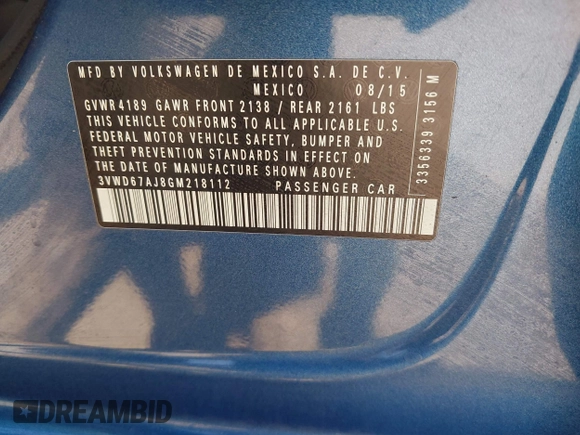 MFD BY VOLKSWAGEN DE MEXICO S.A. DE C.V.
MEXICO 08/15
GVWR4189 GAWR FRONT 2138 / REAR 2161 LBS
THIS VEHICLE CONFORMS TO ALL APPLICABLE U.S.
FEDERAL MOTOR VEHICLE SAFETY, BUMPER AND
THEFT PREVENTION STANDARDS IN EFFECT ON
THE DATE OF MANUFACTURE SHOWN ABOVE.
3VWD67AJ8GM218112 PASSENGER CAR
3356339 3156 M
DREAMBID